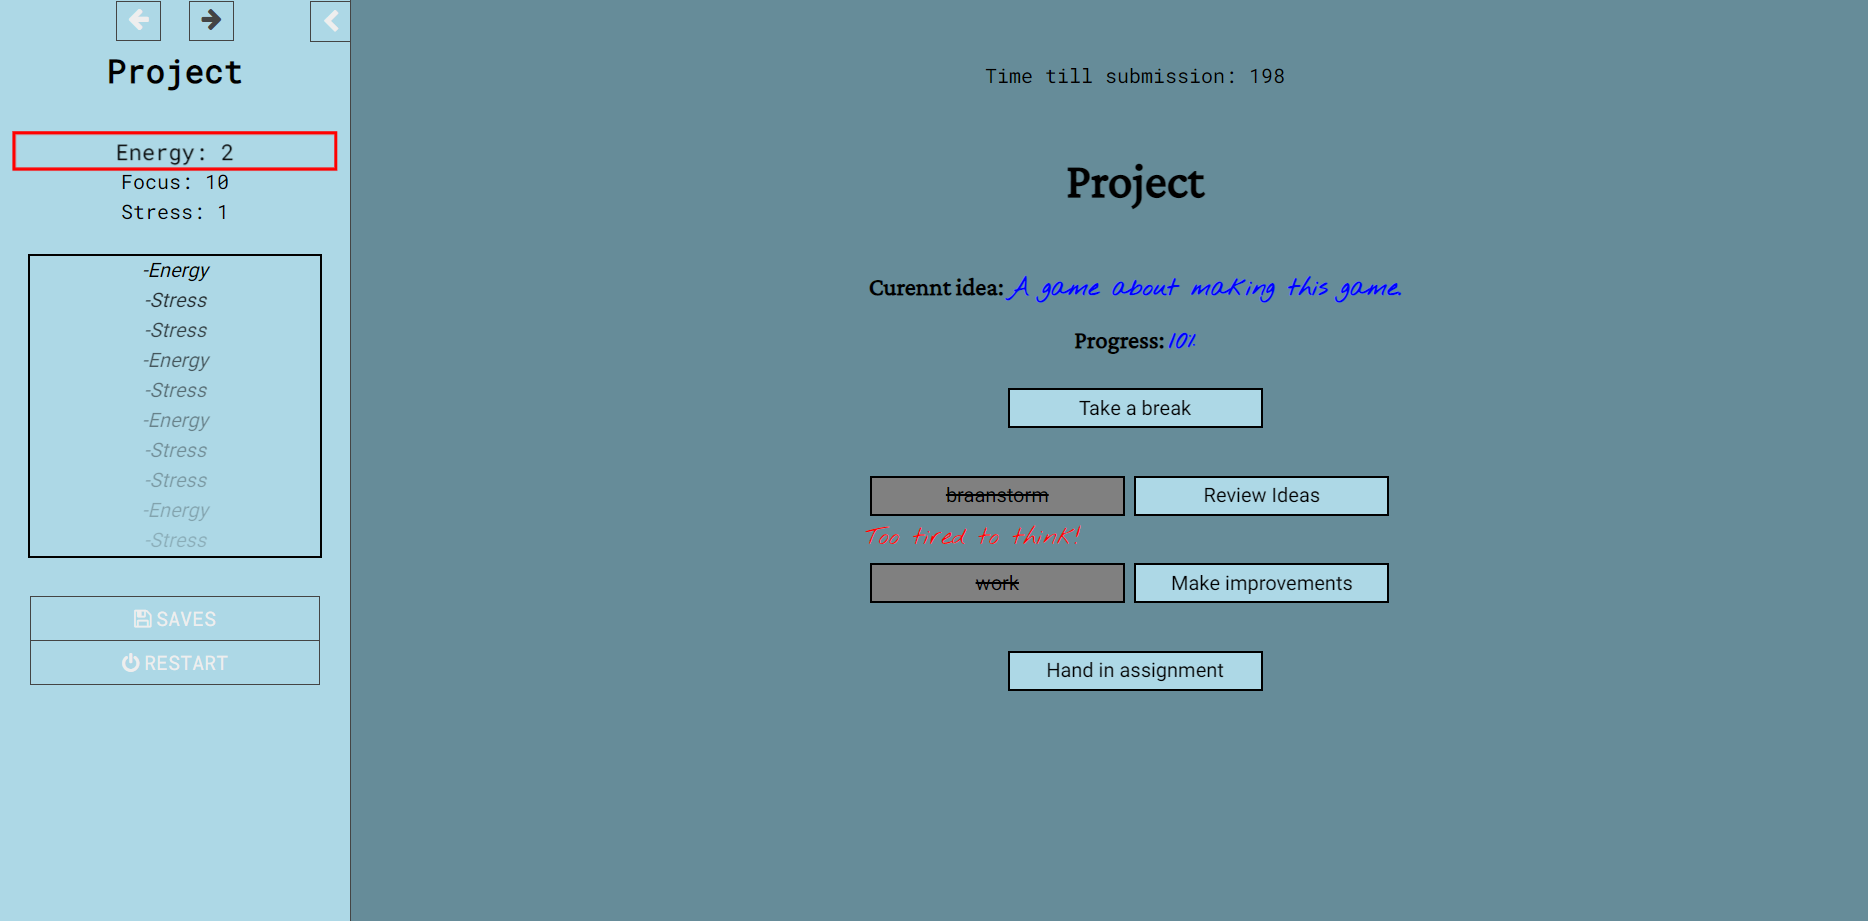 Project
Energy: 2
Focus: 10
Stress: 1
-Energy
-Stress
-Stress
-Energy
-Stress
-Energy
-Stress
-Stress
-Energy
-Stress
SAVES
RESTART
Time till submission: 198
Project
Curennt idea: A game about making this game.
Progress: 10%
Take a break
braanstorm Review Ideas
Too tired to think!
work Make improvements
Hand in assignment